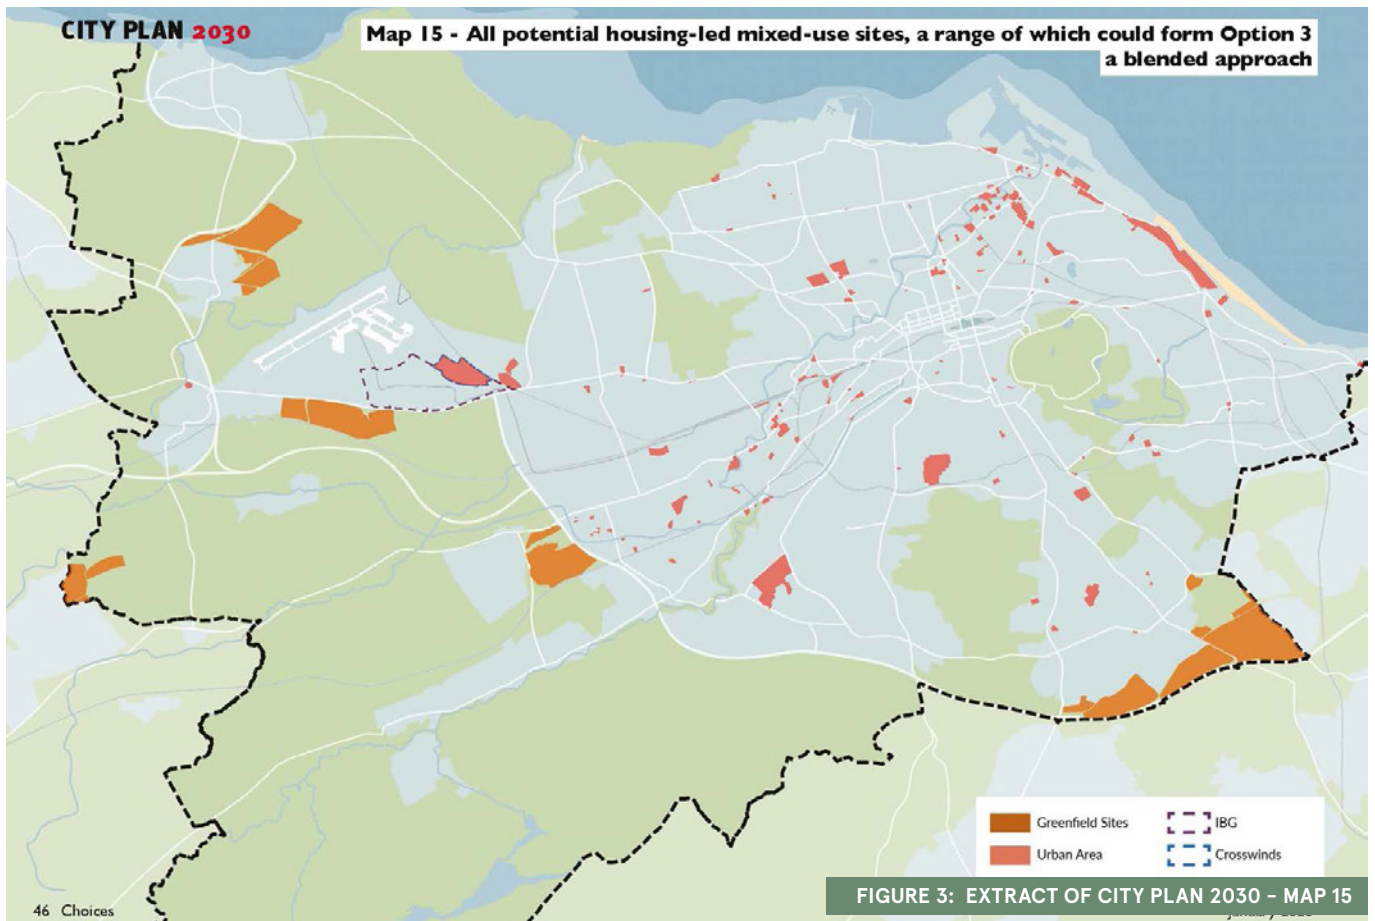 CITY PLAN 2030
Map 15 - All potential housing-led mixed-use sites, a range of which could form Option 3
a blended approach
Greenfield Sites
IBG
Urban Area
Crosswinds
FIGURE 3: EXTRACT OF CITY PLAN 2030 – MAP 15
46 Choices